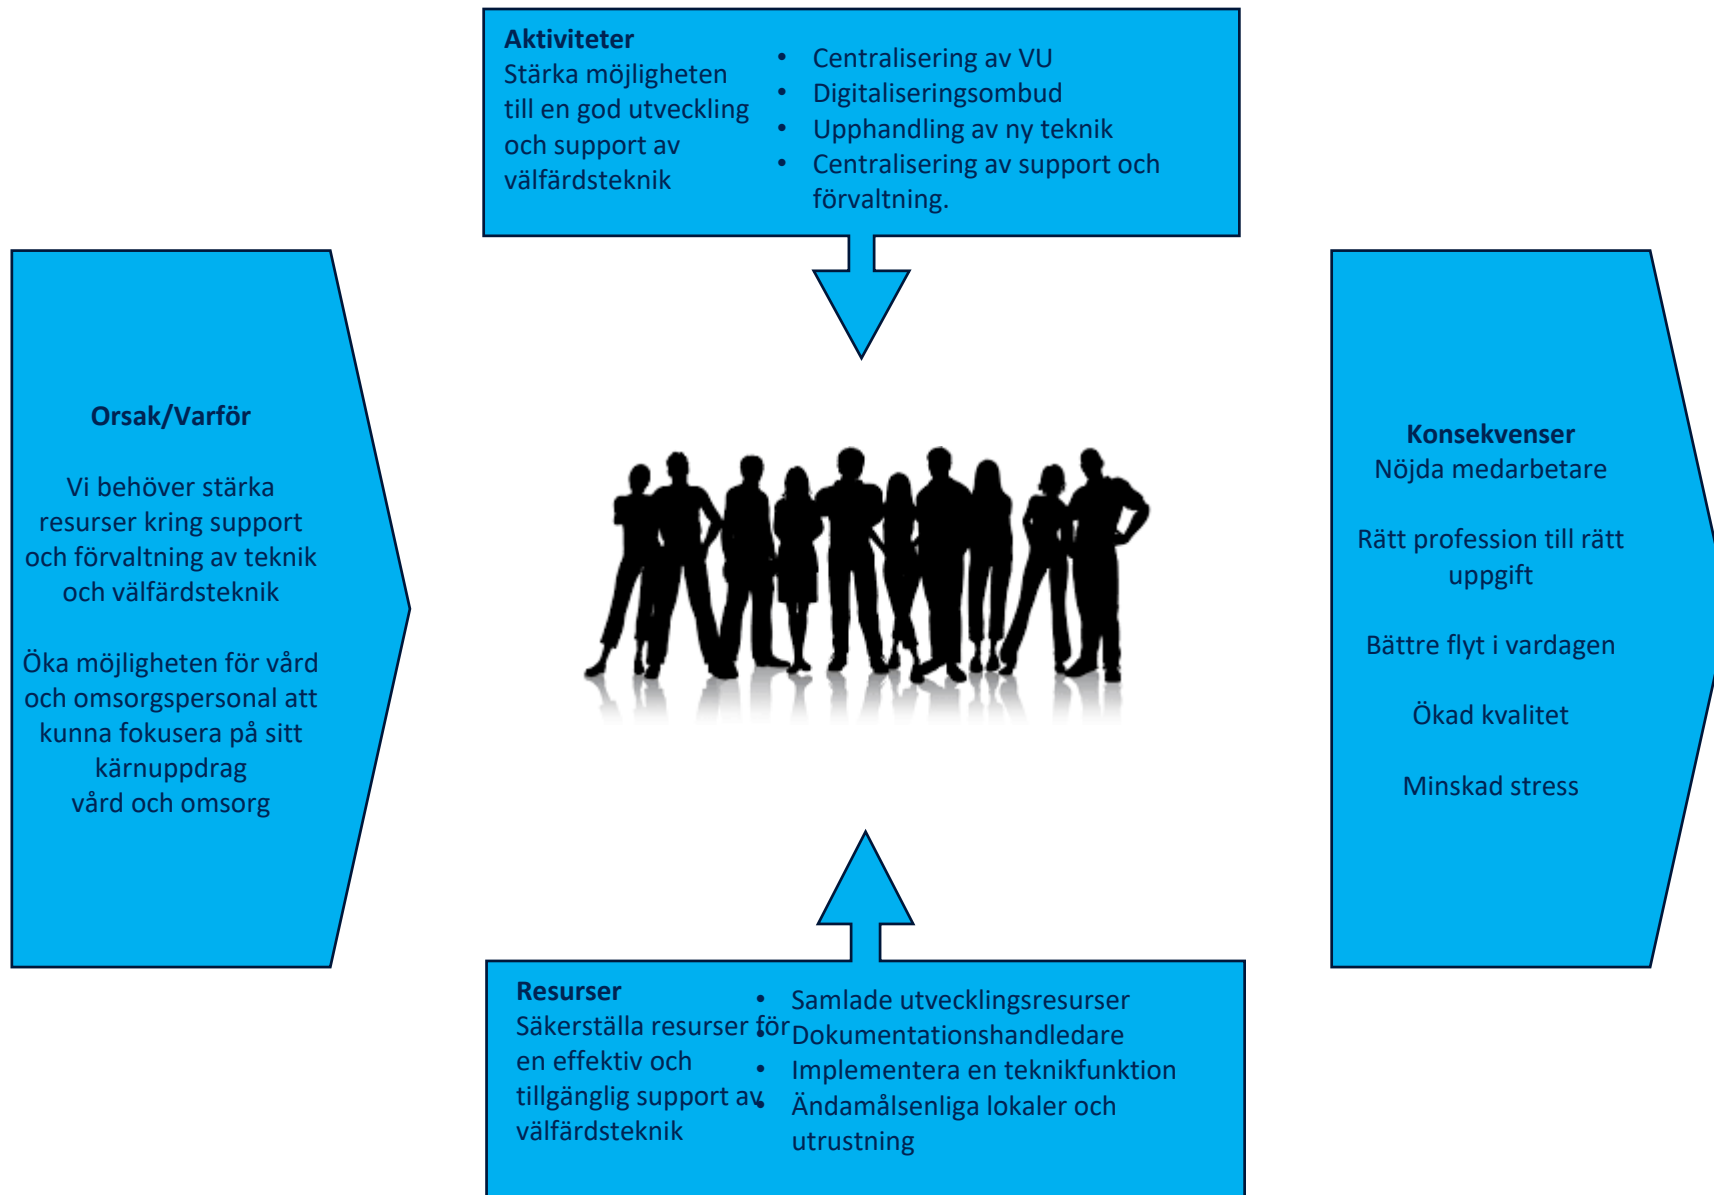 Aktiviteter
Stärka möjligheten
till en god utveckling
och support av
välfärdsteknik
• Centralisering av VU
• Digitaliseringsombud
• Upphandling av ny teknik
• Centralisering av support och
förvaltning.
Orsak/Varför
Vi behöver stärka
resurser kring support
och förvaltning av teknik
och välfärdsteknik
Öka möjligheten för vård
och omsorgspersonal att
kunna fokusera på sitt
kärnuppdrag
vård och omsorg
Konsekvenser
Nöjda medarbetare
Rätt profession till rätt
uppgift
Bättre flyt i vardagen
Ökad kvalitet
Minskad stress
Resurser
Säkerställa resurser för
en effektiv och
tillgänglig support av
välfärdsteknik
• Samlade utvecklingsresurser
• Dokumentationshandledare
• Implementera en teknikfunktion
• Ändamålsenliga lokaler och
utrustning